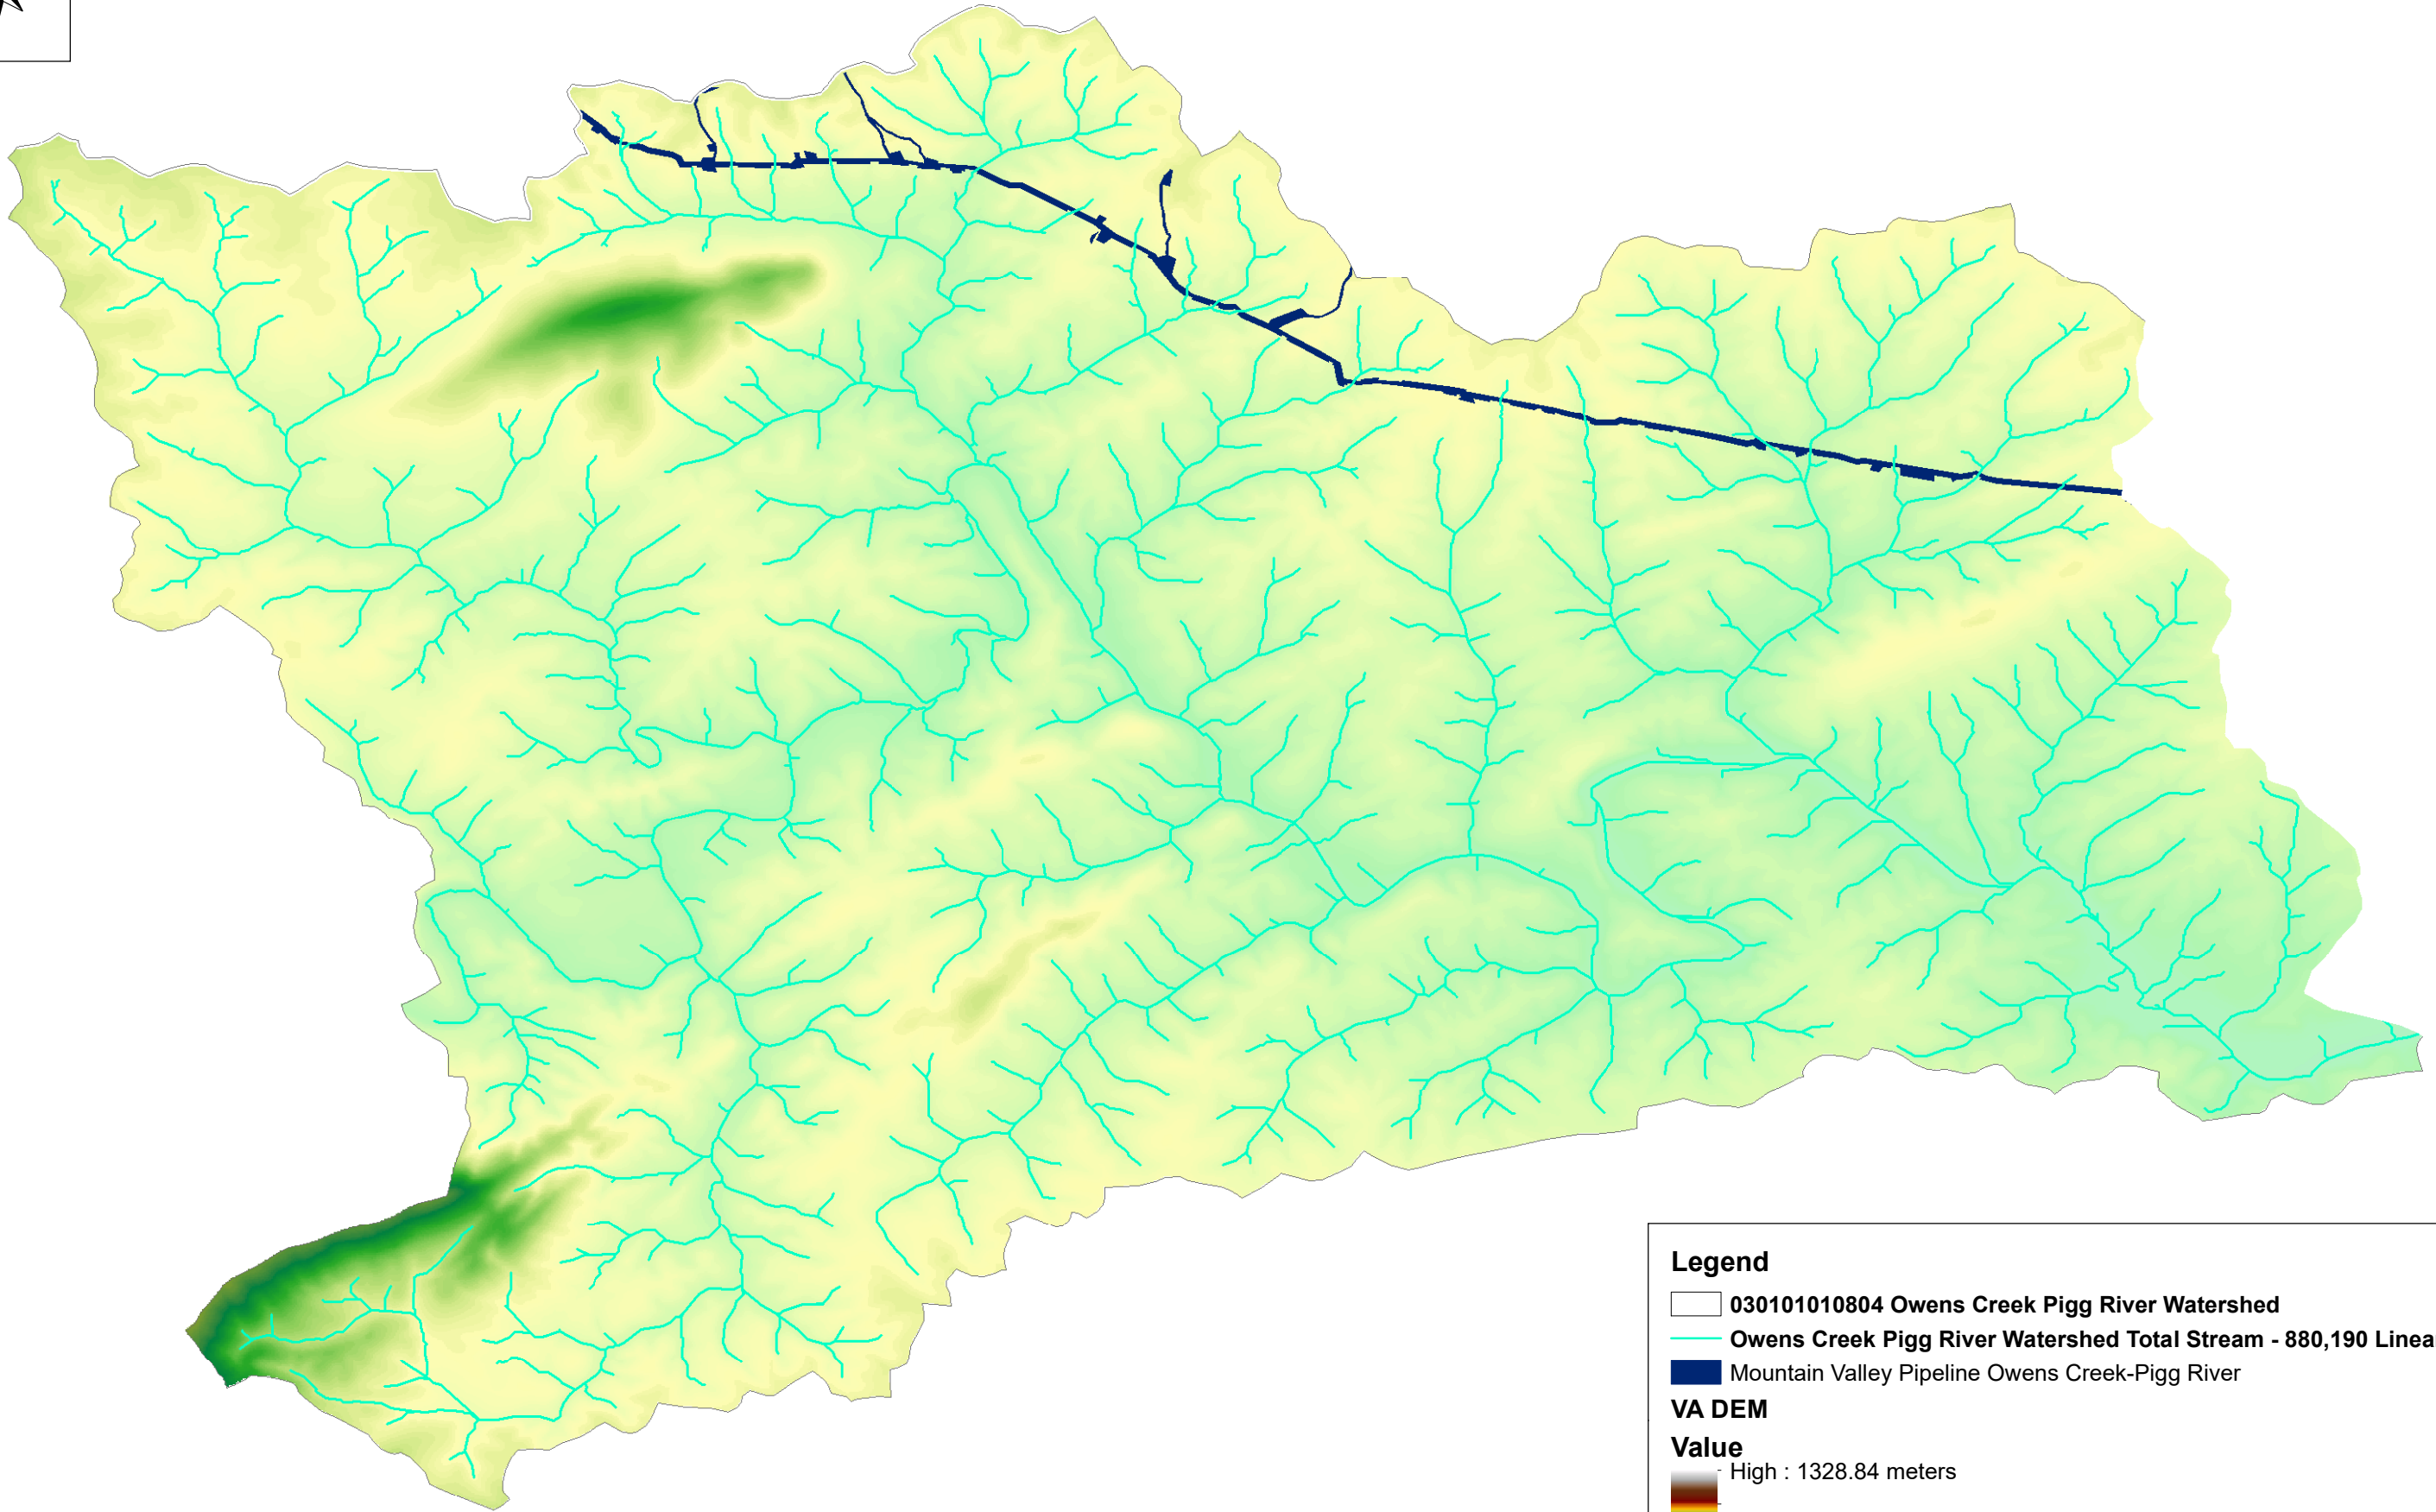 Legend
030101010804 Owens Creek Pigg River Watershed
Owens Creek Pigg River Watershed Total Stream - 880,190 Linea
Mountain Valley Pipeline Owens Creek-Pigg River
VA DEM
Value
High : 1328.84 meters